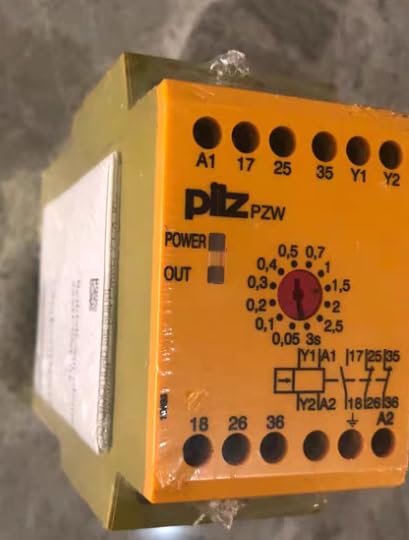 A1 17 25 35 Y1 Y2
pilz PZW
POWER
OUT
0,5 0,7
0,4 1
0,3 1,5
0,2 2
0,1 2,5
0,05 3s
Y1 A1 17 25 35
Y2 A2 18 26 36
18 26 36 A2